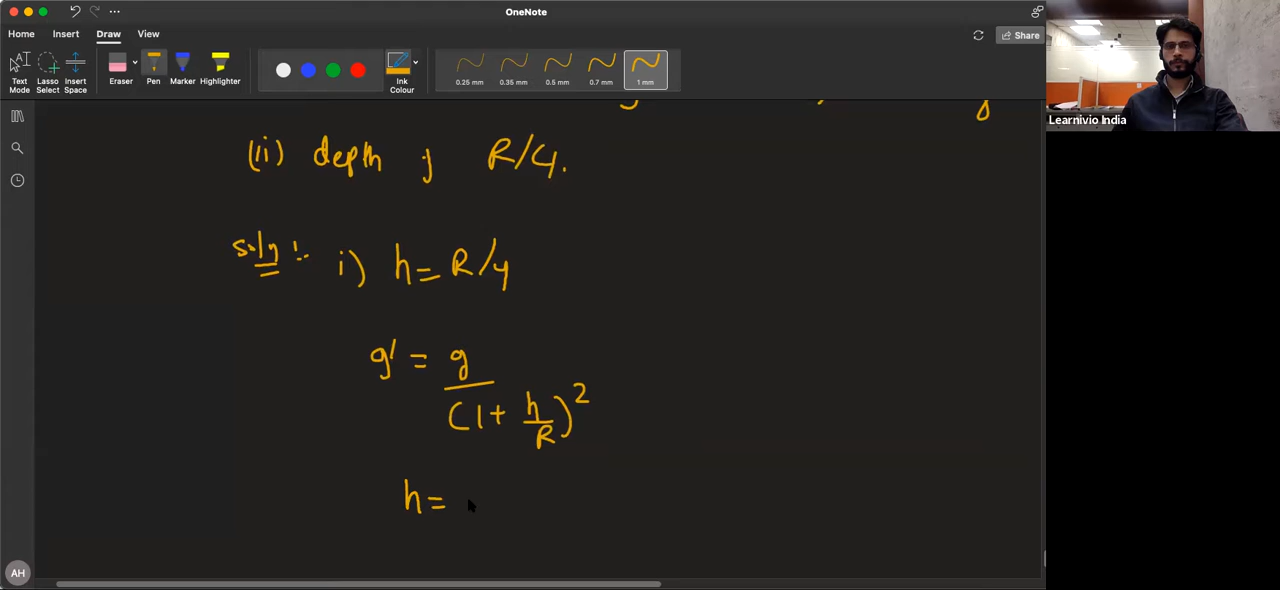 OneNote
Home Insert Draw View
Share
Text Mode
Lasso Select
Insert Space
Eraser
Pen
Marker
Highlighter
Ink Colour
0.25 mm
0.35 mm
0.5 mm
0.7 mm
1 mm
Learnivio India
(ii) depth j R/4.
soln :- i) h = R/4
g' = g
(1 + h/R)²
h =
AH